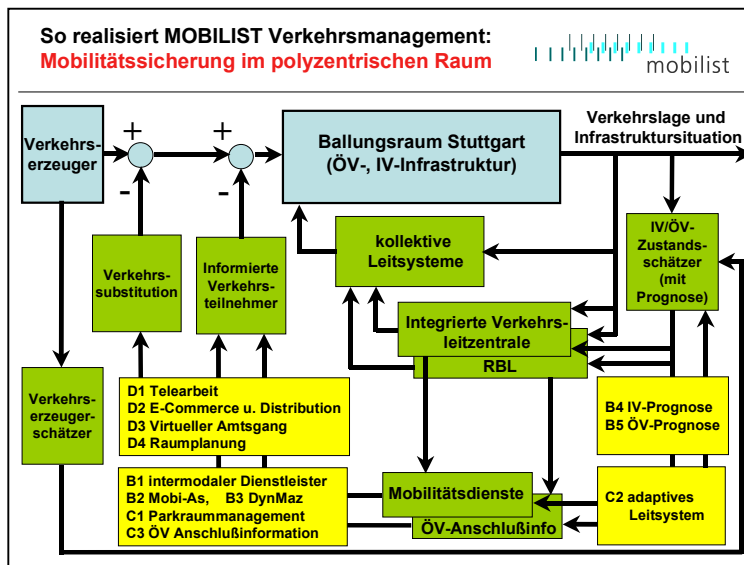 So realisiert MOBILIST Verkehrsmanagement:
Mobilitätssicherung im polyzentrischen Raum
mobilist
Verkehrs-
erzeuger
+
-
+
-
Ballungsraum Stuttgart
(ÖV-, IV-Infrastruktur)
Verkehrslage und
Infrastruktursituation
Verkehrs-
substitution
Informierte
Verkehrs-
teilnehmer
kollektive
Leitsysteme
IV/ÖV-
Zustands-
schätzer
(mit
Prognose)
Integrierte Verkehrs-
leitzentrale
RBL
Verkehrs-
erzeuger-
schätzer
D1 Telearbeit
D2 E-Commerce u. Distribution
D3 Virtueller Amtsgang
D4 Raumplanung
B4 IV-Prognose
B5 ÖV-Prognose
B1 intermodaler Dienstleister
B2 Mobi-As, B3 DynMaz
C1 Parkraummanagement
C3 ÖV Anschlußinformation
Mobilitätsdienste
ÖV-Anschlußinfo
C2 adaptives
Leitsystem